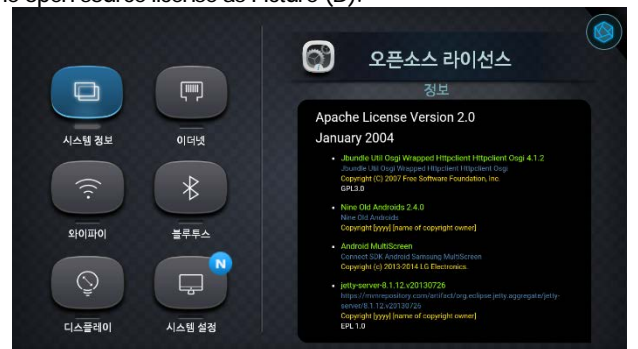 open source license as Picture (B).
오픈소스 라이선스
정보
시스템 정보
이더넷
와이파이
블루투스
N
디스플레이
시스템 설정
Apache License Version 2.0
January 2004
• Jbundle Util Osgi Wrapped Httpclient Httpclient Osgi 4.1.2
Jbundle Util Osgi Wrapped Httpclient Httpclient Osgi
Copyright (C) 2007 Free Software Foundation, Inc.
GPL3.0
• Nine Old Androids 2.4.0
Nine Old Androids
Copyright [yyyy] [name of copyright owner]
• Android MultiScreen
Connect SDK Android Samsung MultiScreen
Copyright (c) 2013-2014 LG Electronics.
• jetty-server-8.1.12.v20130726
https://mvnrepository.com/artifact/org.eclipse.jetty.aggregate/jetty-
server/8.1.12.v20130726
Copyright [yyyy] [name of copyright owner]
EPL 1.0